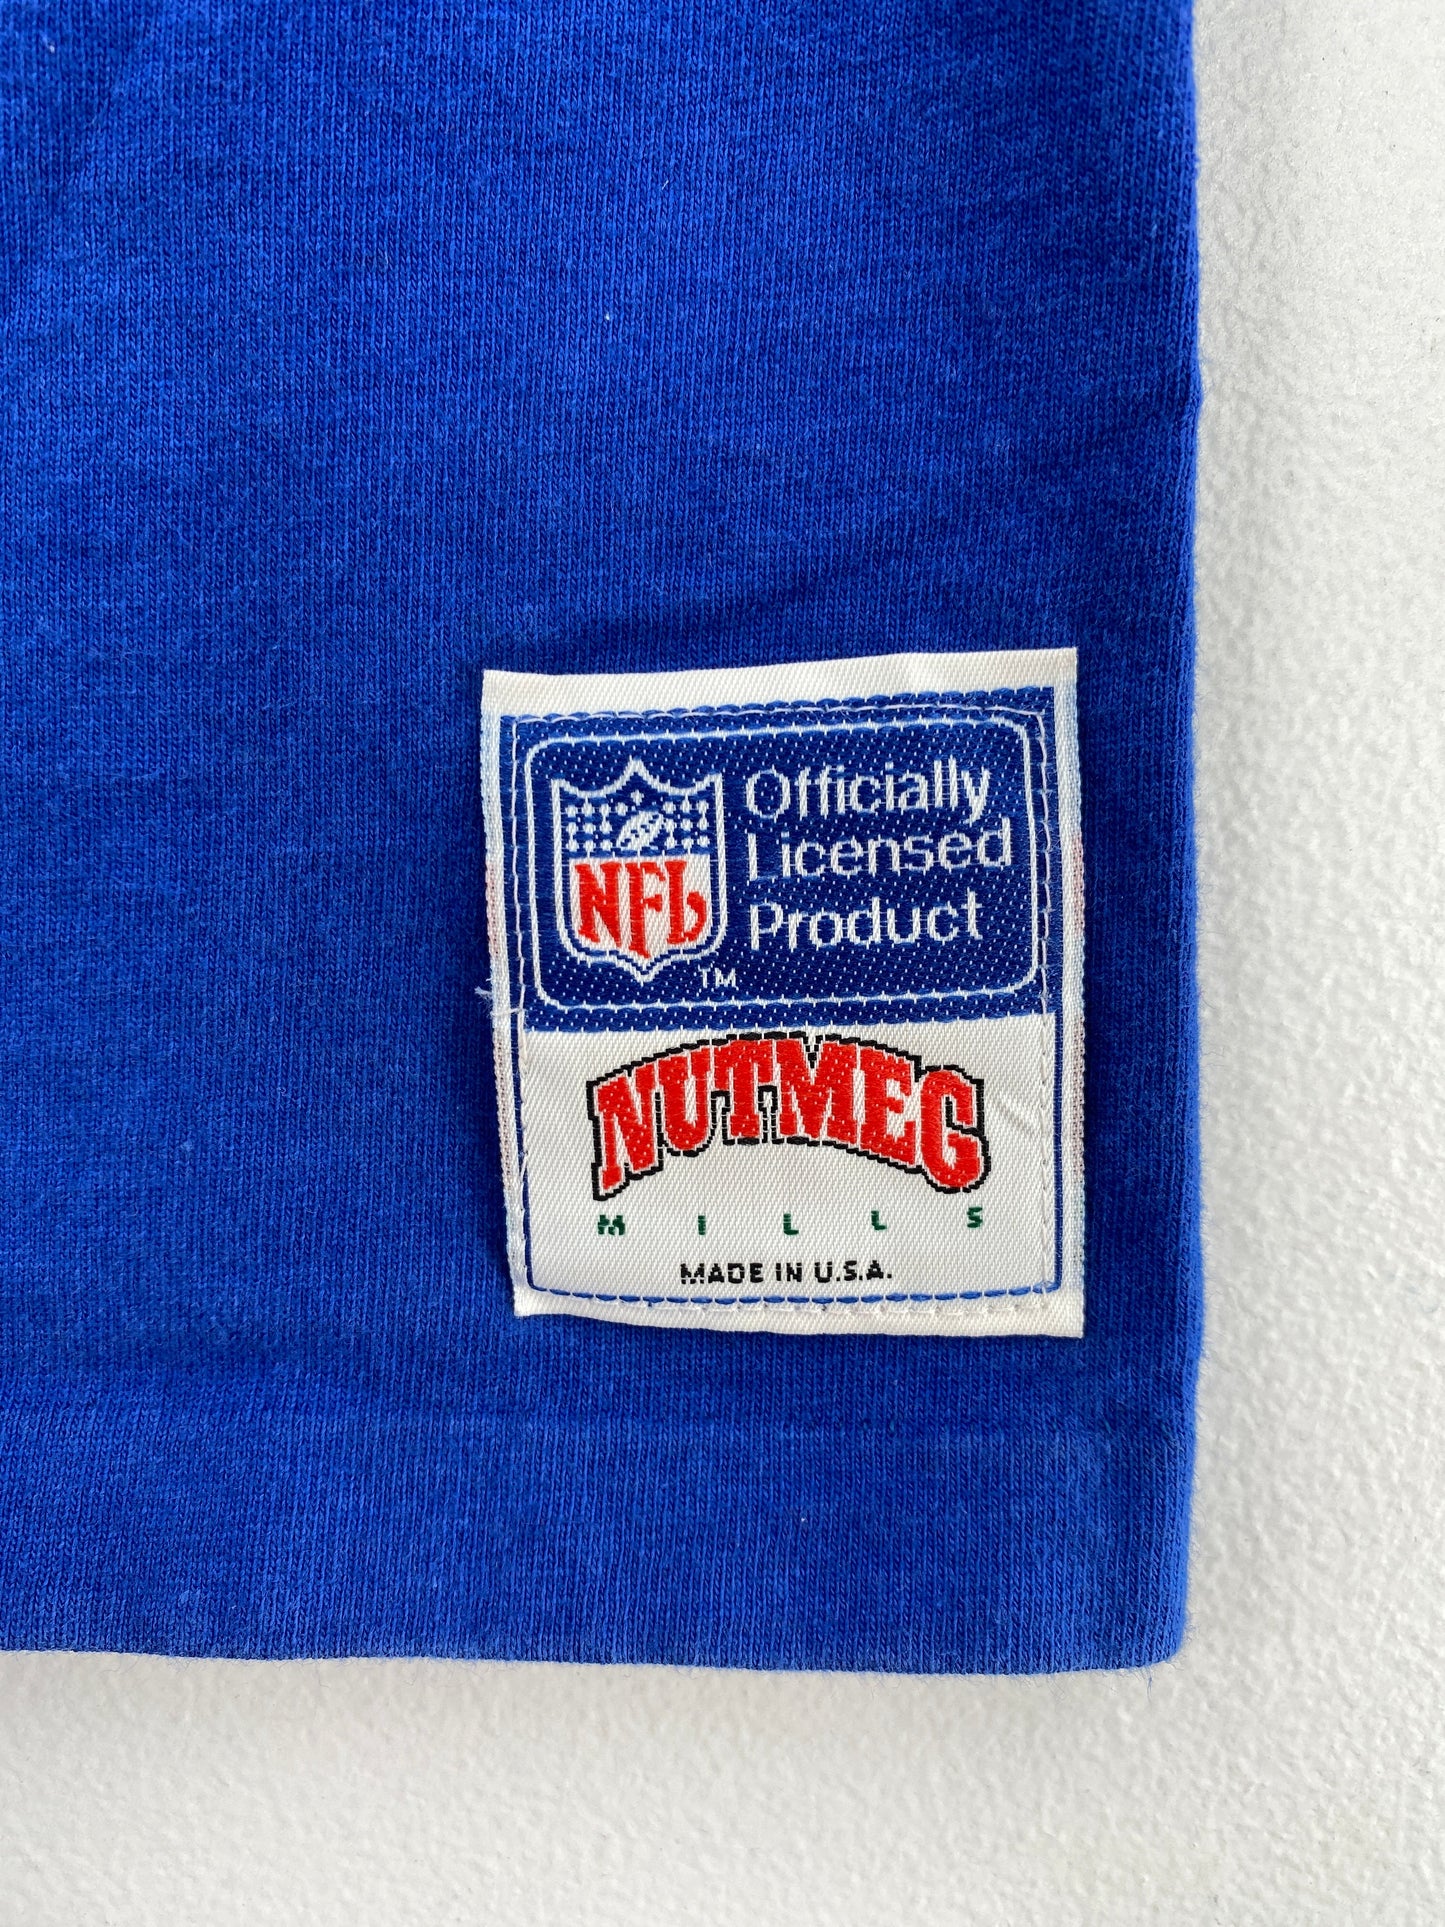 Officially
Licensed
Product
NFL
TM
NUTMEG
MILLS
MADE IN U.S.A.